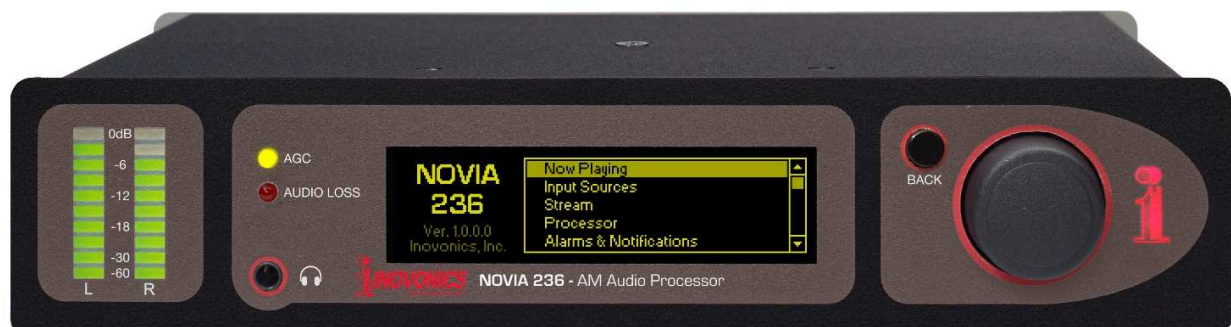 0dB
-6
-12
-18
-30
-60
L R
AGC
AUDIO LOSS
NOVIA
236
Ver. 1.0.0.0
Inovonics, Inc.
Now Playing
Input Sources
Stream
Processor
Alarms & Notifications
INOVONICS NOVIA 236 - AM Audio Processor
BACK
i